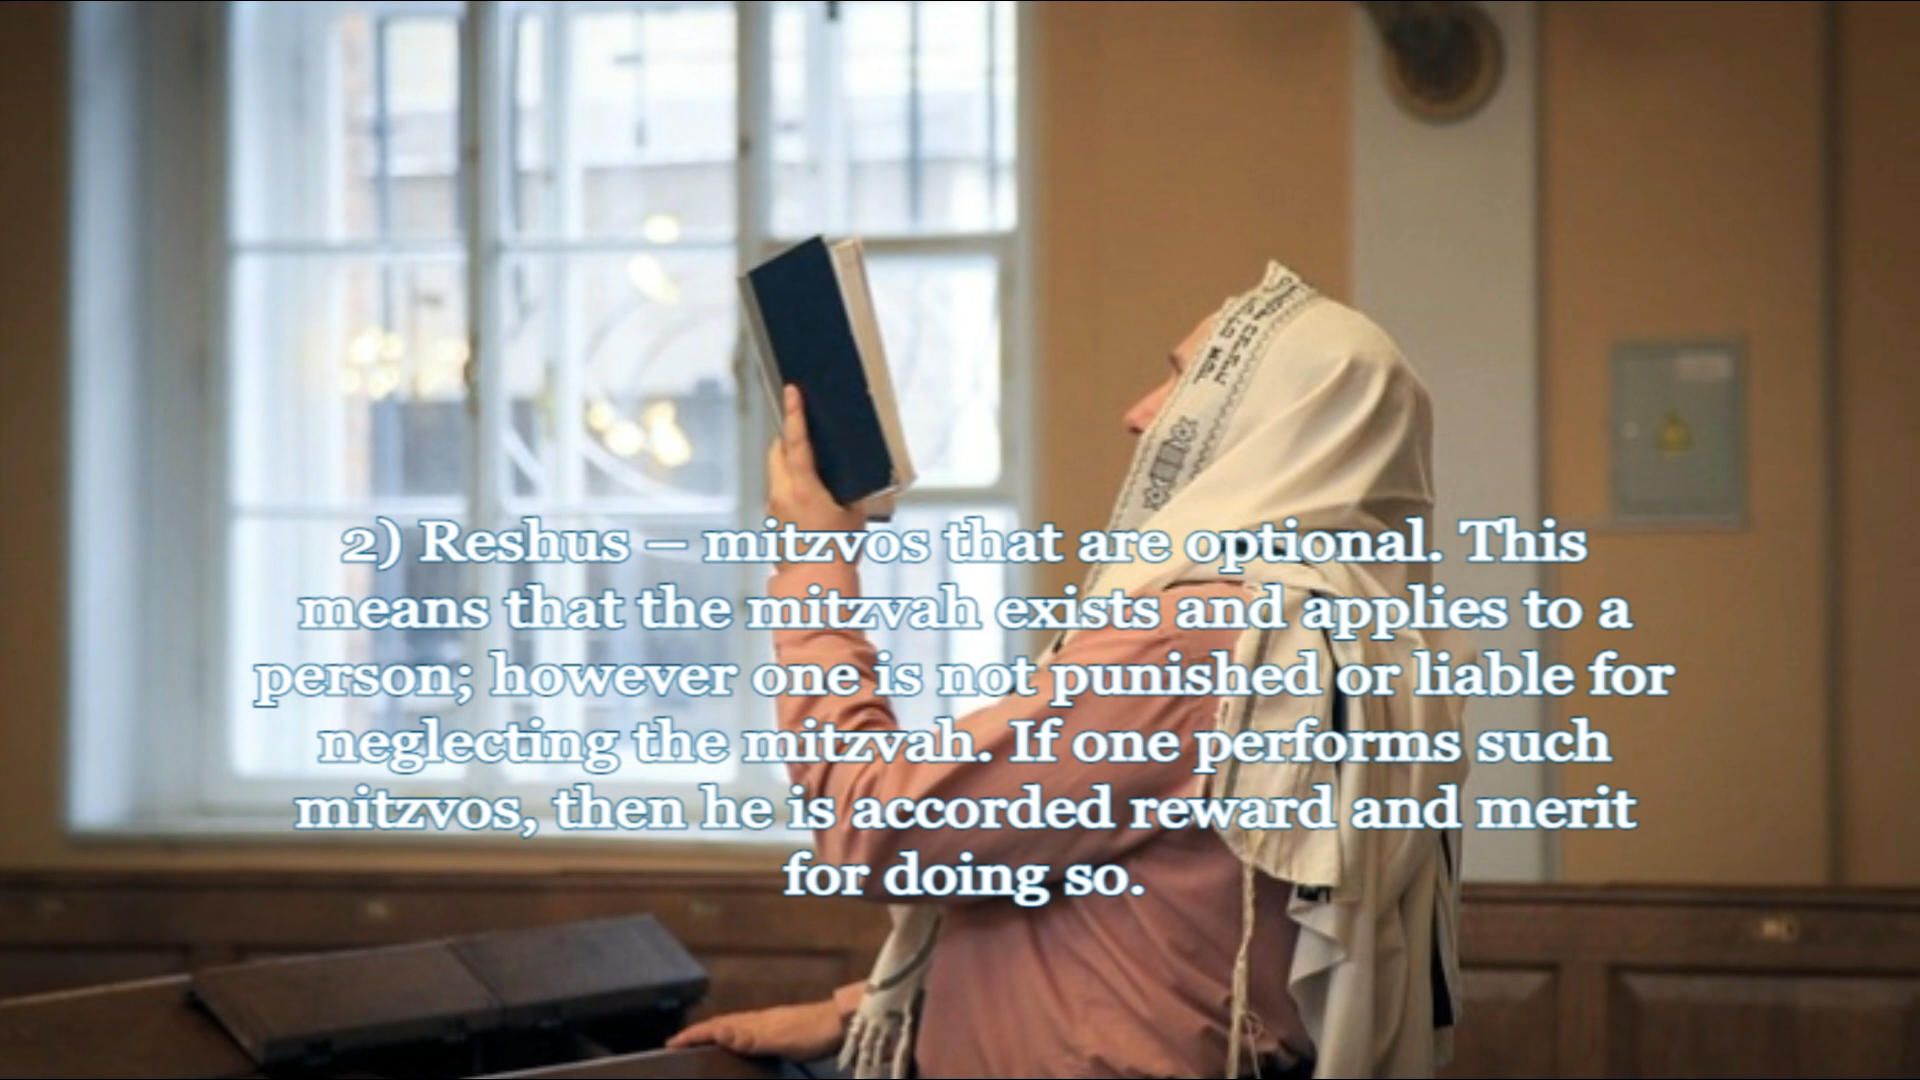 2) Reshus – mitzvos that are optional. This
means that the mitzvah exists and applies to a
person; however one is not punished or liable for
neglecting the mitzvah. If one performs such
mitzvos, then he is accorded reward and merit
for doing so.